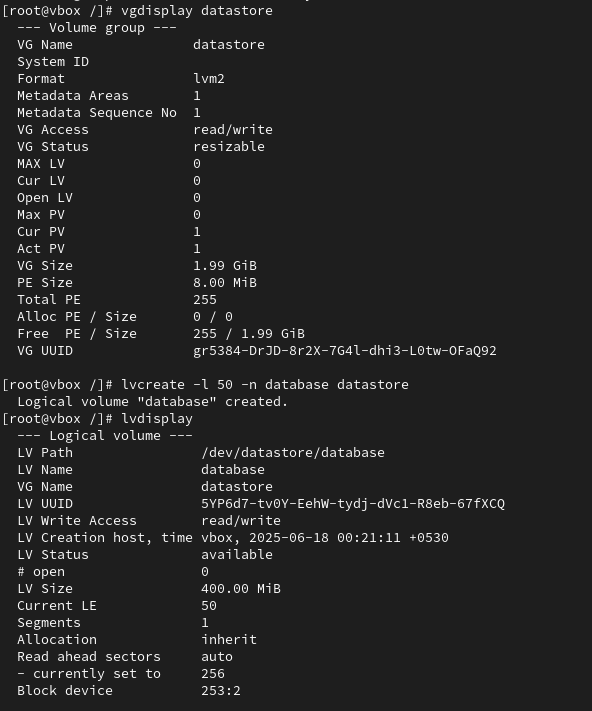 [root@vbox /]# vgdisplay datastore
--- Volume group ---
VG Name datastore
System ID
Format lvm2
Metadata Areas 1
Metadata Sequence No 1
VG Access read/write
VG Status resizable
MAX LV 0
Cur LV 0
Open LV 0
Max PV 0
Cur PV 1
Act PV 1
VG Size 1.99 GiB
PE Size 8.00 MiB
Total PE 255
Alloc PE / Size 0 / 0
Free PE / Size 255 / 1.99 GiB
VG UUID gr5384-DrJD-8r2X-7G4l-dhi3-L0tw-OFaQ92
[root@vbox /]# lvcreate -l 50 -n database datastore
Logical volume "database" created.
[root@vbox /]# lvdisplay
--- Logical volume ---
LV Path /dev/datastore/database
LV Name database
VG Name datastore
LV UUID 5YP6d7-tv0Y-EehW-tydj-dVc1-R8eb-67fXCQ
LV Write Access read/write
LV Creation host, time vbox, 2025-06-18 00:21:11 +0530
LV Status available
# open 0
LV Size 400.00 MiB
Current LE 50
Segments 1
Allocation inherit
Read ahead sectors auto
- currently set to 256
Block device 253:2